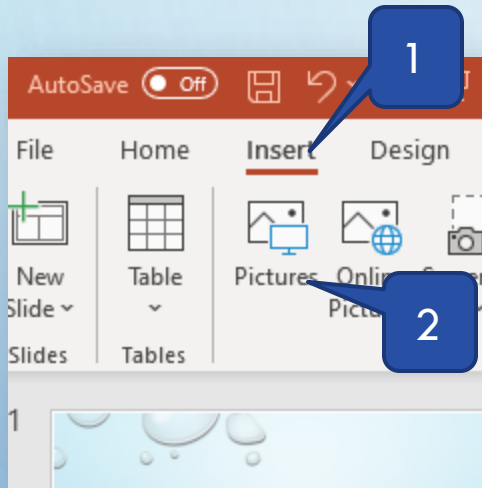 1
AutoSave Off
File Home Insert Design
New Table Pictures
Slide
2
Slides Tables
1